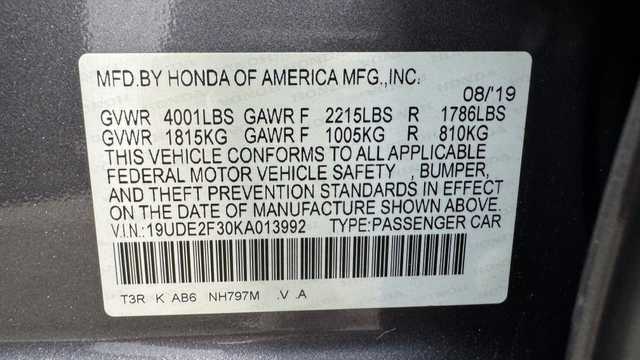 MFD.BY HONDA OF AMERICA MFG.,INC.
08/'19
GVWR 4001LBS GAWR F 2215LBS R 1786LBS
GVWR 1815KG GAWR F 1005KG R 810KG
THIS VEHICLE CONFORMS TO ALL APPLICABLE
FEDERAL MOTOR VEHICLE SAFETY , BUMPER,
AND THEFT PREVENTION STANDARDS IN EFFECT
ON THE DATE OF MANUFACTURE SHOWN ABOVE.
V.I.N:19UDE2F30KA013992 TYPE:PASSENGER CAR
T3R K AB6 NH797M .V .A